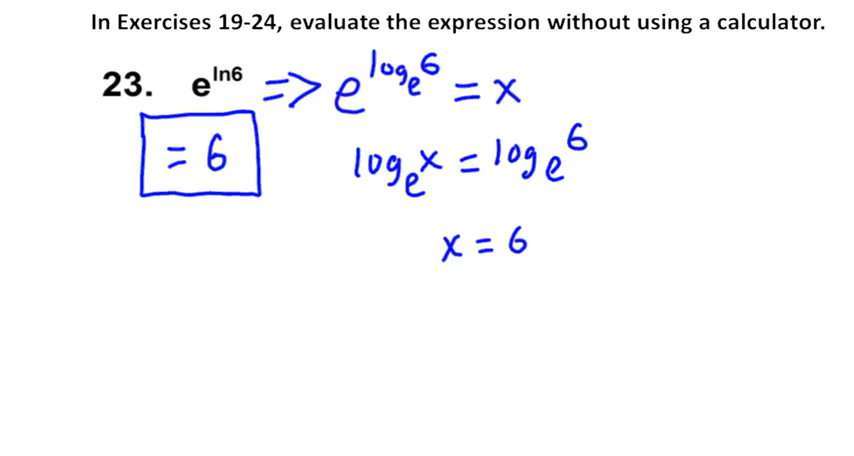 In Exercises 19-24, evaluate the expression without using a calculator.
23. e^ln6 => e^log_e 6 = x
= 6
log_e x = log_e 6
x = 6